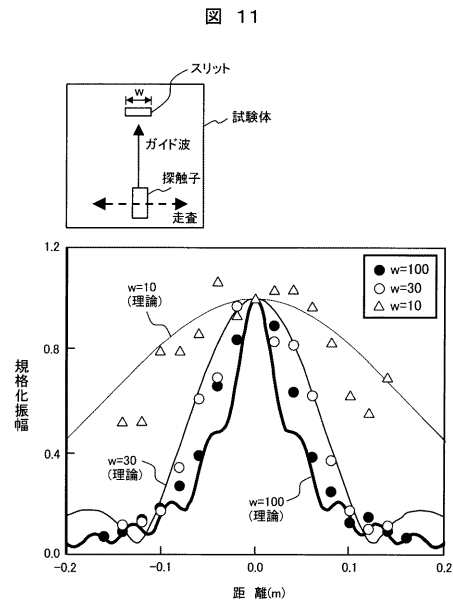 図 11
スリット
w
試験体
ガイド波
探触子
走査
1.2
0.8
0.4
0.0
規格化振幅
w=10
(理論)
w=100
w=30
w=10
w=30
(理論)
w=100
(理論)
-0.2
-0.1
0.0
0.1
0.2
距 離(m)